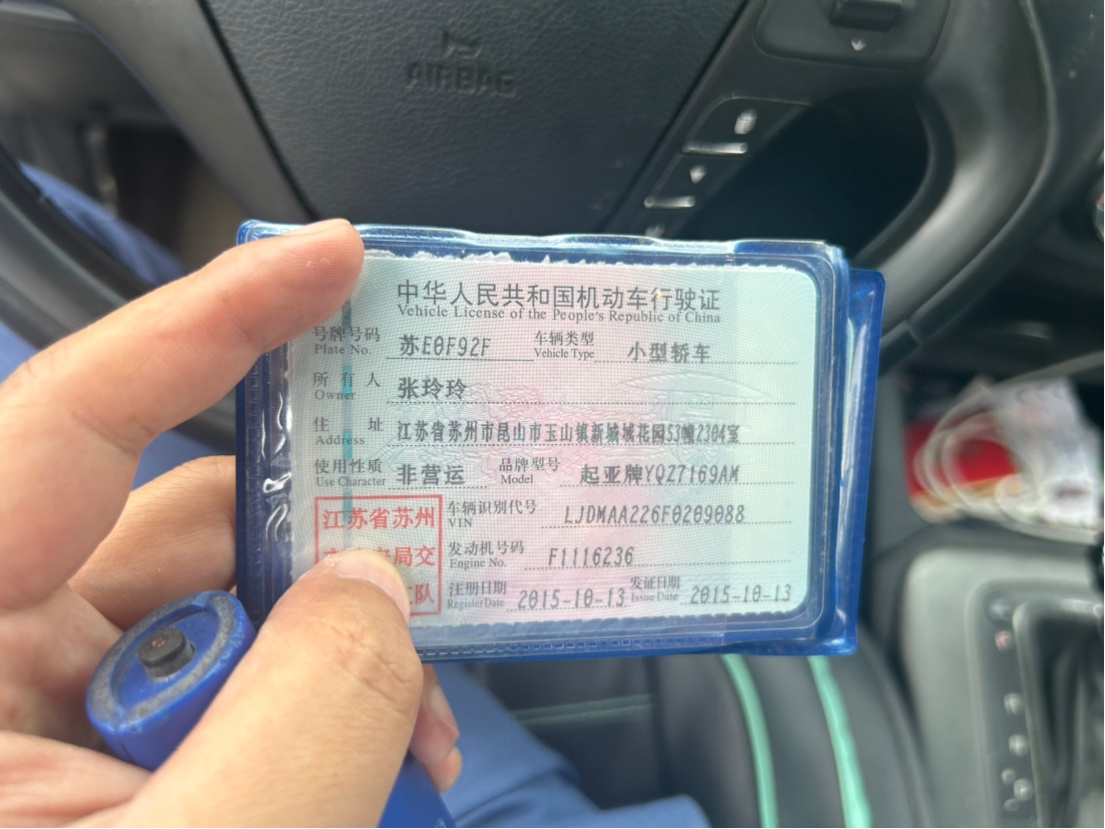 AIRBAG
中华人民共和国机动车行驶证
Vehicle License of the People's Republic of China
号牌号码 苏E0F92F 车辆类型 小型轿车
Plate No. Vehicle Type
所有人 张玲玲
Owner
住址 江苏省苏州市昆山市玉山镇新城域花园53幢2304室
Address
使用性质 非营运 品牌型号 起亚牌YQZ7169AM
Use Character Model
江苏省苏州
局交
队
车辆识别代号 LJDMAA226F0209088
VIN
发动机号码 F1116236
Engine No.
注册日期 2015-10-13 发证日期 2015-10-13
Register Date Issue Date